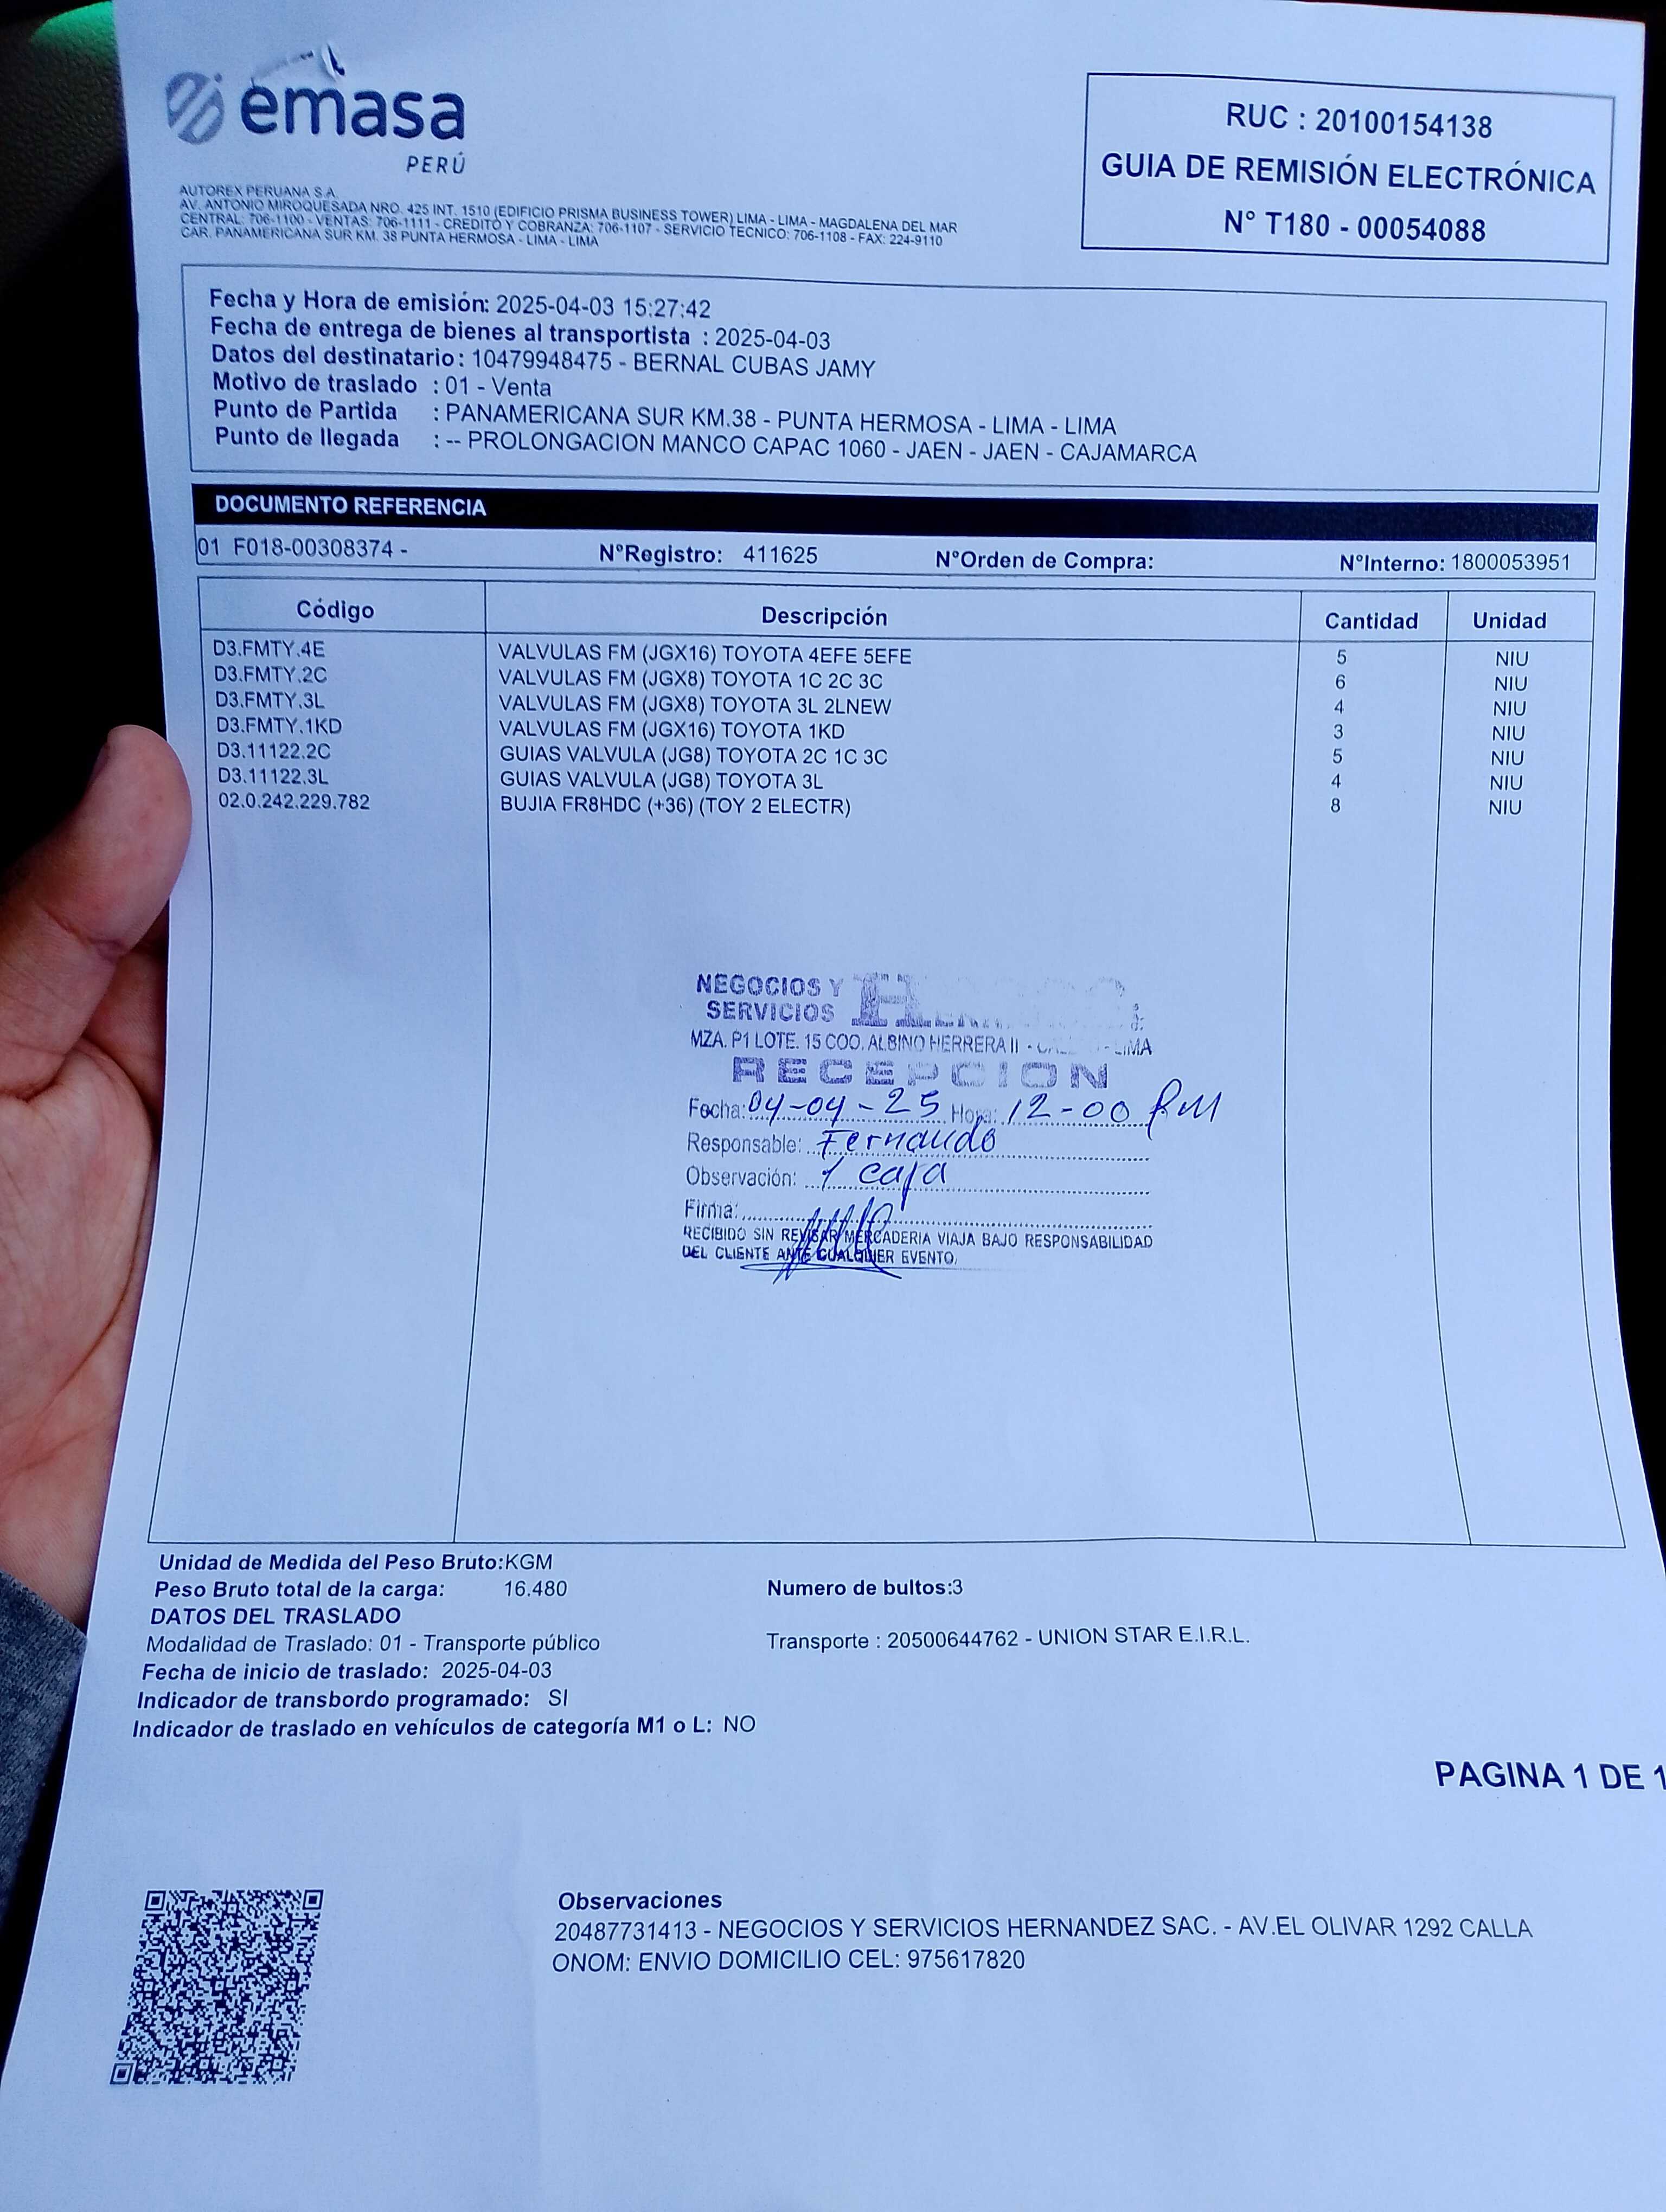 emasa
PERÚ
AUTOREX PERUANA S.A.
AV. ANTONIO MIROQUESADA NRO. 425 INT. 1510 (EDIFICIO PRISMA BUSINESS TOWER) LIMA - LIMA - MAGDALENA DEL MAR
CENTRAL: 706-1100 - VENTAS: 706-1111 - CREDITO Y COBRANZA: 706-1107 - SERVICIO TECNICO: 706-1108 - FAX: 224-9110
CAR. PANAMERICANA SUR KM. 38 PUNTA HERMOSA - LIMA - LIMA
RUC : 20100154138
GUIA DE REMISIÓN ELECTRÓNICA
N° T180 - 00054088
Fecha y Hora de emisión: 2025-04-03 15:27:42
Fecha de entrega de bienes al transportista : 2025-04-03
Datos del destinatario: 10479948475 - BERNAL CUBAS JAMY
Motivo de traslado : 01 - Venta
Punto de Partida : PANAMERICANA SUR KM.38 - PUNTA HERMOSA - LIMA - LIMA
Punto de llegada : -- PROLONGACION MANCO CAPAC 1060 - JAEN - JAEN - CAJAMARCA
DOCUMENTO REFERENCIA
01 F018-00308374 - N°Registro: 411625 N°Orden de Compra: N°Interno: 1800053951
Código Descripción Cantidad Unidad
D3.FMTY.4E VALVULAS FM (JGX16) TOYOTA 4EFE 5EFE 5 NIU
D3.FMTY.2C VALVULAS FM (JGX8) TOYOTA 1C 2C 3C 6 NIU
D3.FMTY.3L VALVULAS FM (JGX8) TOYOTA 3L 2LNEW 4 NIU
D3.FMTY.1KD VALVULAS FM (JGX16) TOYOTA 1KD 3 NIU
D3.11122.2C GUIAS VALVULA (JG8) TOYOTA 2C 1C 3C 5 NIU
D3.11122.3L GUIAS VALVULA (JG8) TOYOTA 3L 4 NIU
02.0.242.229.782 BUJIA FR8HDC (+36) (TOY 2 ELECTR) 8 NIU
NEGOCIOS Y
SERVICIOS
MZA. P1 LOTE. 15 COO. ALBINO HERRERA II - LIMA
RECEPCION
Fecha: 04-04-25 Hora: 12-00 PM
Responsable: Fernando
Observación: 1 caja
Firma:
RECIBIDO SIN REVISAR MERCADERIA VIAJA BAJO RESPONSABILIDAD
DEL CLIENTE ANTE CUALQUIER EVENTO.
Unidad de Medida del Peso Bruto:KGM
Peso Bruto total de la carga: 16.480 Numero de bultos:3
DATOS DEL TRASLADO
Modalidad de Traslado: 01 - Transporte público Transporte : 20500644762 - UNION STAR E.I.R.L.
Fecha de inicio de traslado: 2025-04-03
Indicador de transbordo programado: SI
Indicador de traslado en vehículos de categoría M1 o L: NO
PAGINA 1 DE 1
Observaciones
20487731413 - NEGOCIOS Y SERVICIOS HERNANDEZ SAC. - AV.EL OLIVAR 1292 CALLA
ONOM: ENVIO DOMICILIO CEL: 975617820